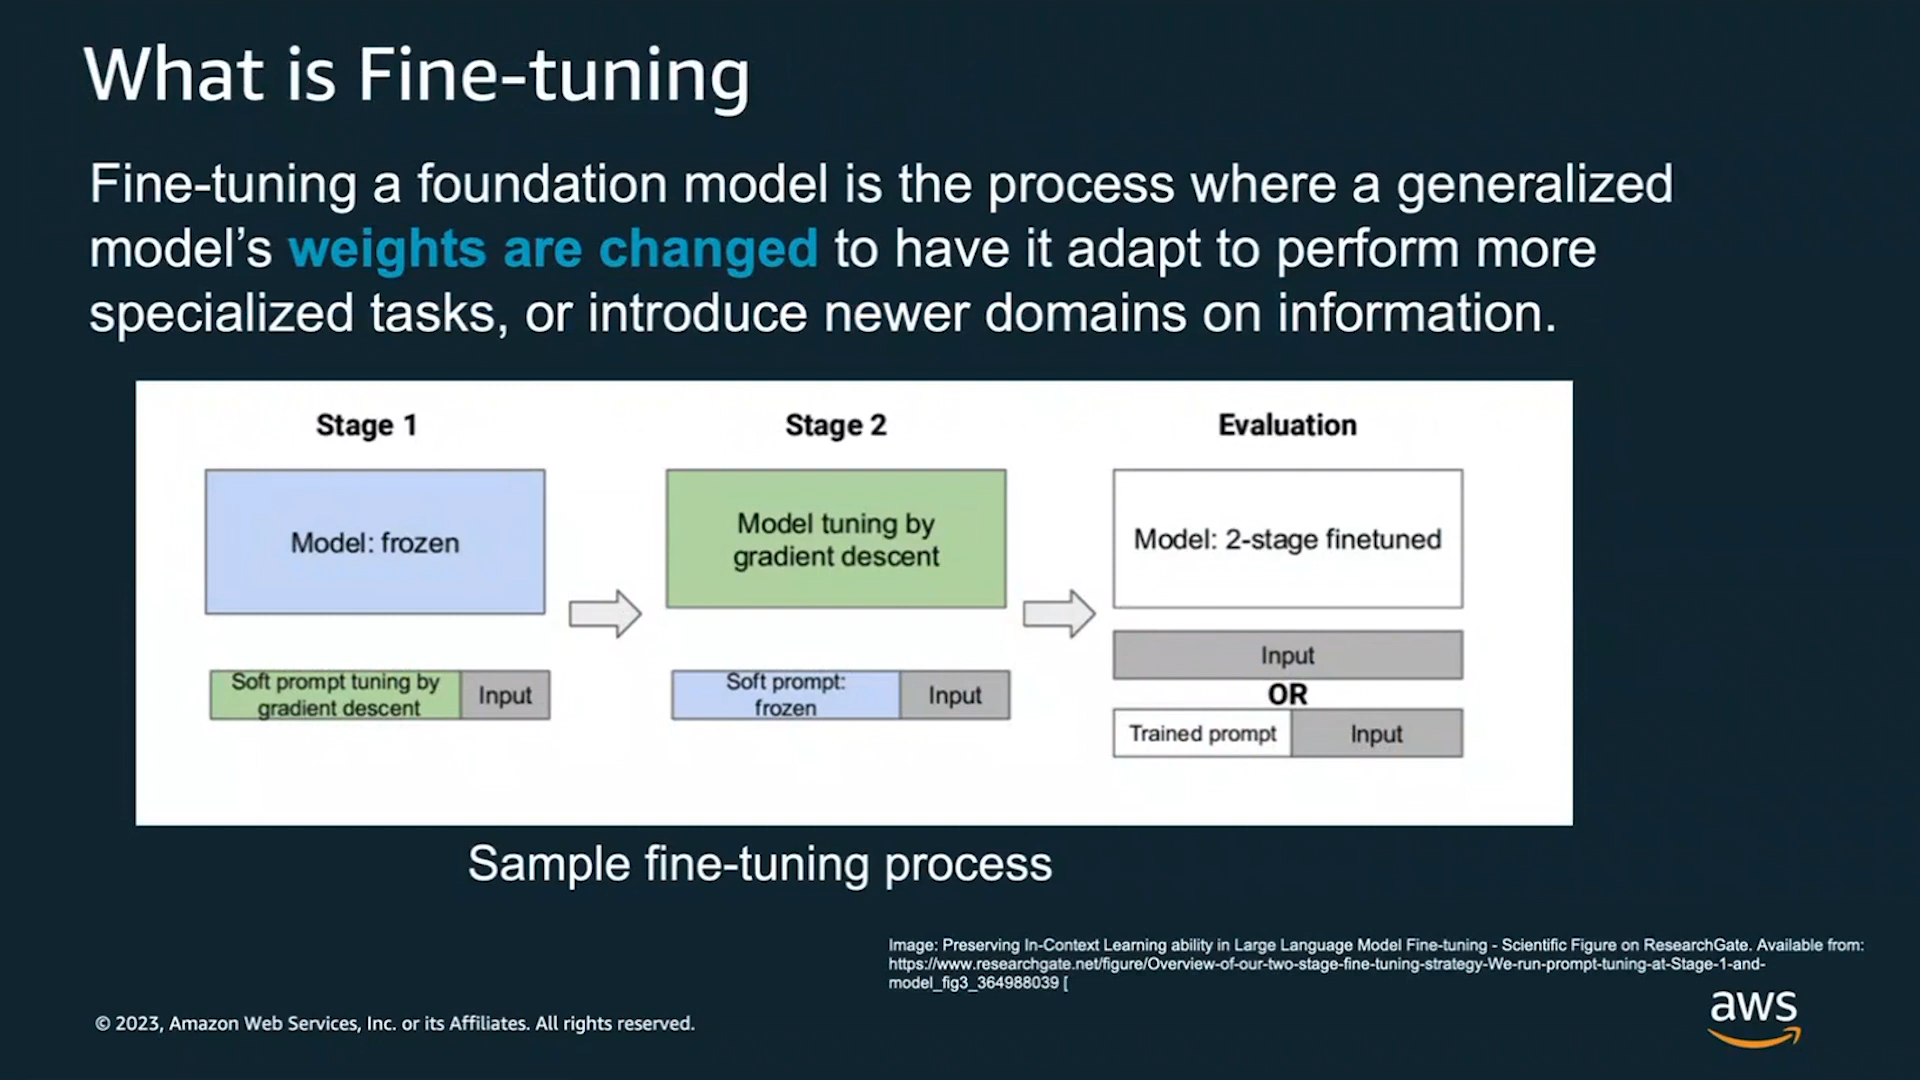 What is Fine-tuning
Fine-tuning a foundation model is the process where a generalized
model’s weights are changed to have it adapt to perform more
specialized tasks, or introduce newer domains on information.
Stage 1
Stage 2
Evaluation
Model: frozen
Model tuning by
gradient descent
Model: 2-stage finetuned
Soft prompt tuning by
gradient descent
Input
Soft prompt:
frozen
Input
Input
OR
Trained prompt
Input
Sample fine-tuning process
Image: Preserving In-Context Learning ability in Large Language Model Fine-tuning - Scientific Figure on ResearchGate. Available from:
https://www.researchgate.net/figure/Overview-of-our-two-stage-fine-tuning-strategy-We-run-prompt-tuning-at-Stage-1-and-
model_fig3_364988039 [
© 2023, Amazon Web Services, Inc. or its Affiliates. All rights reserved.
aws